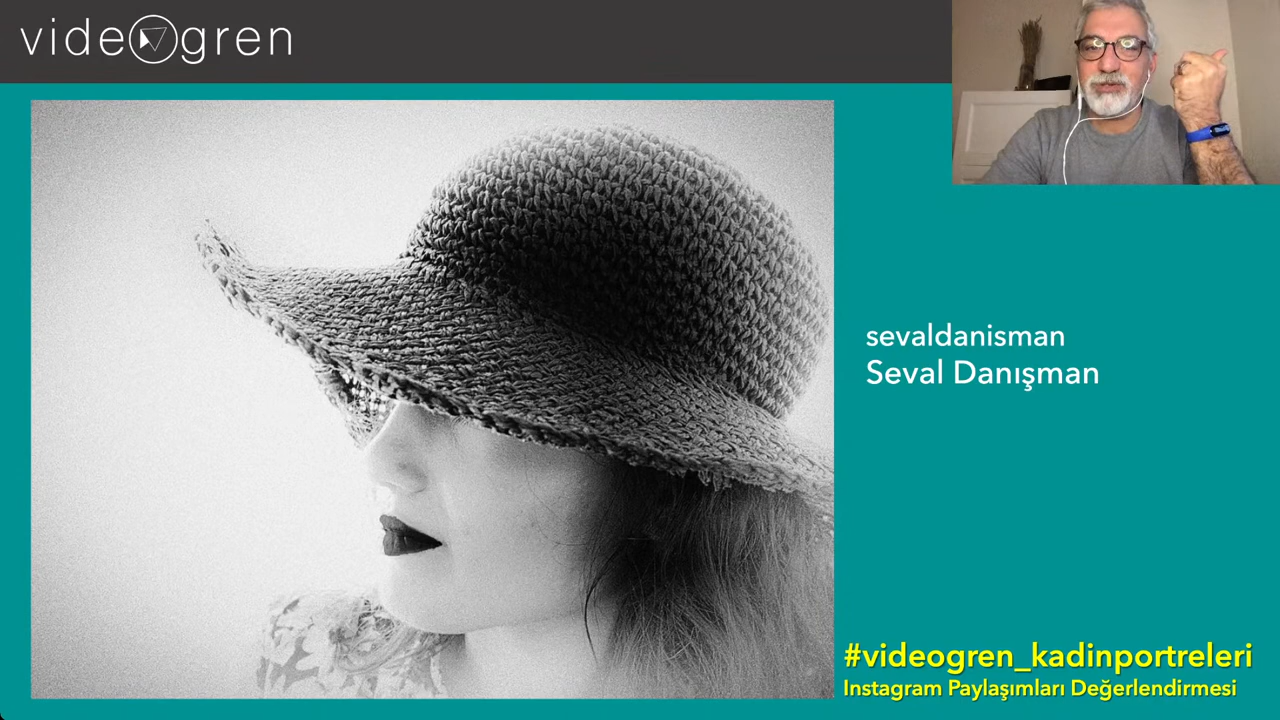 videogren
sevaldanisman
Seval Danışman
#videogren_kadinportreleri
Instagram Paylaşımları Değerlendirmesi